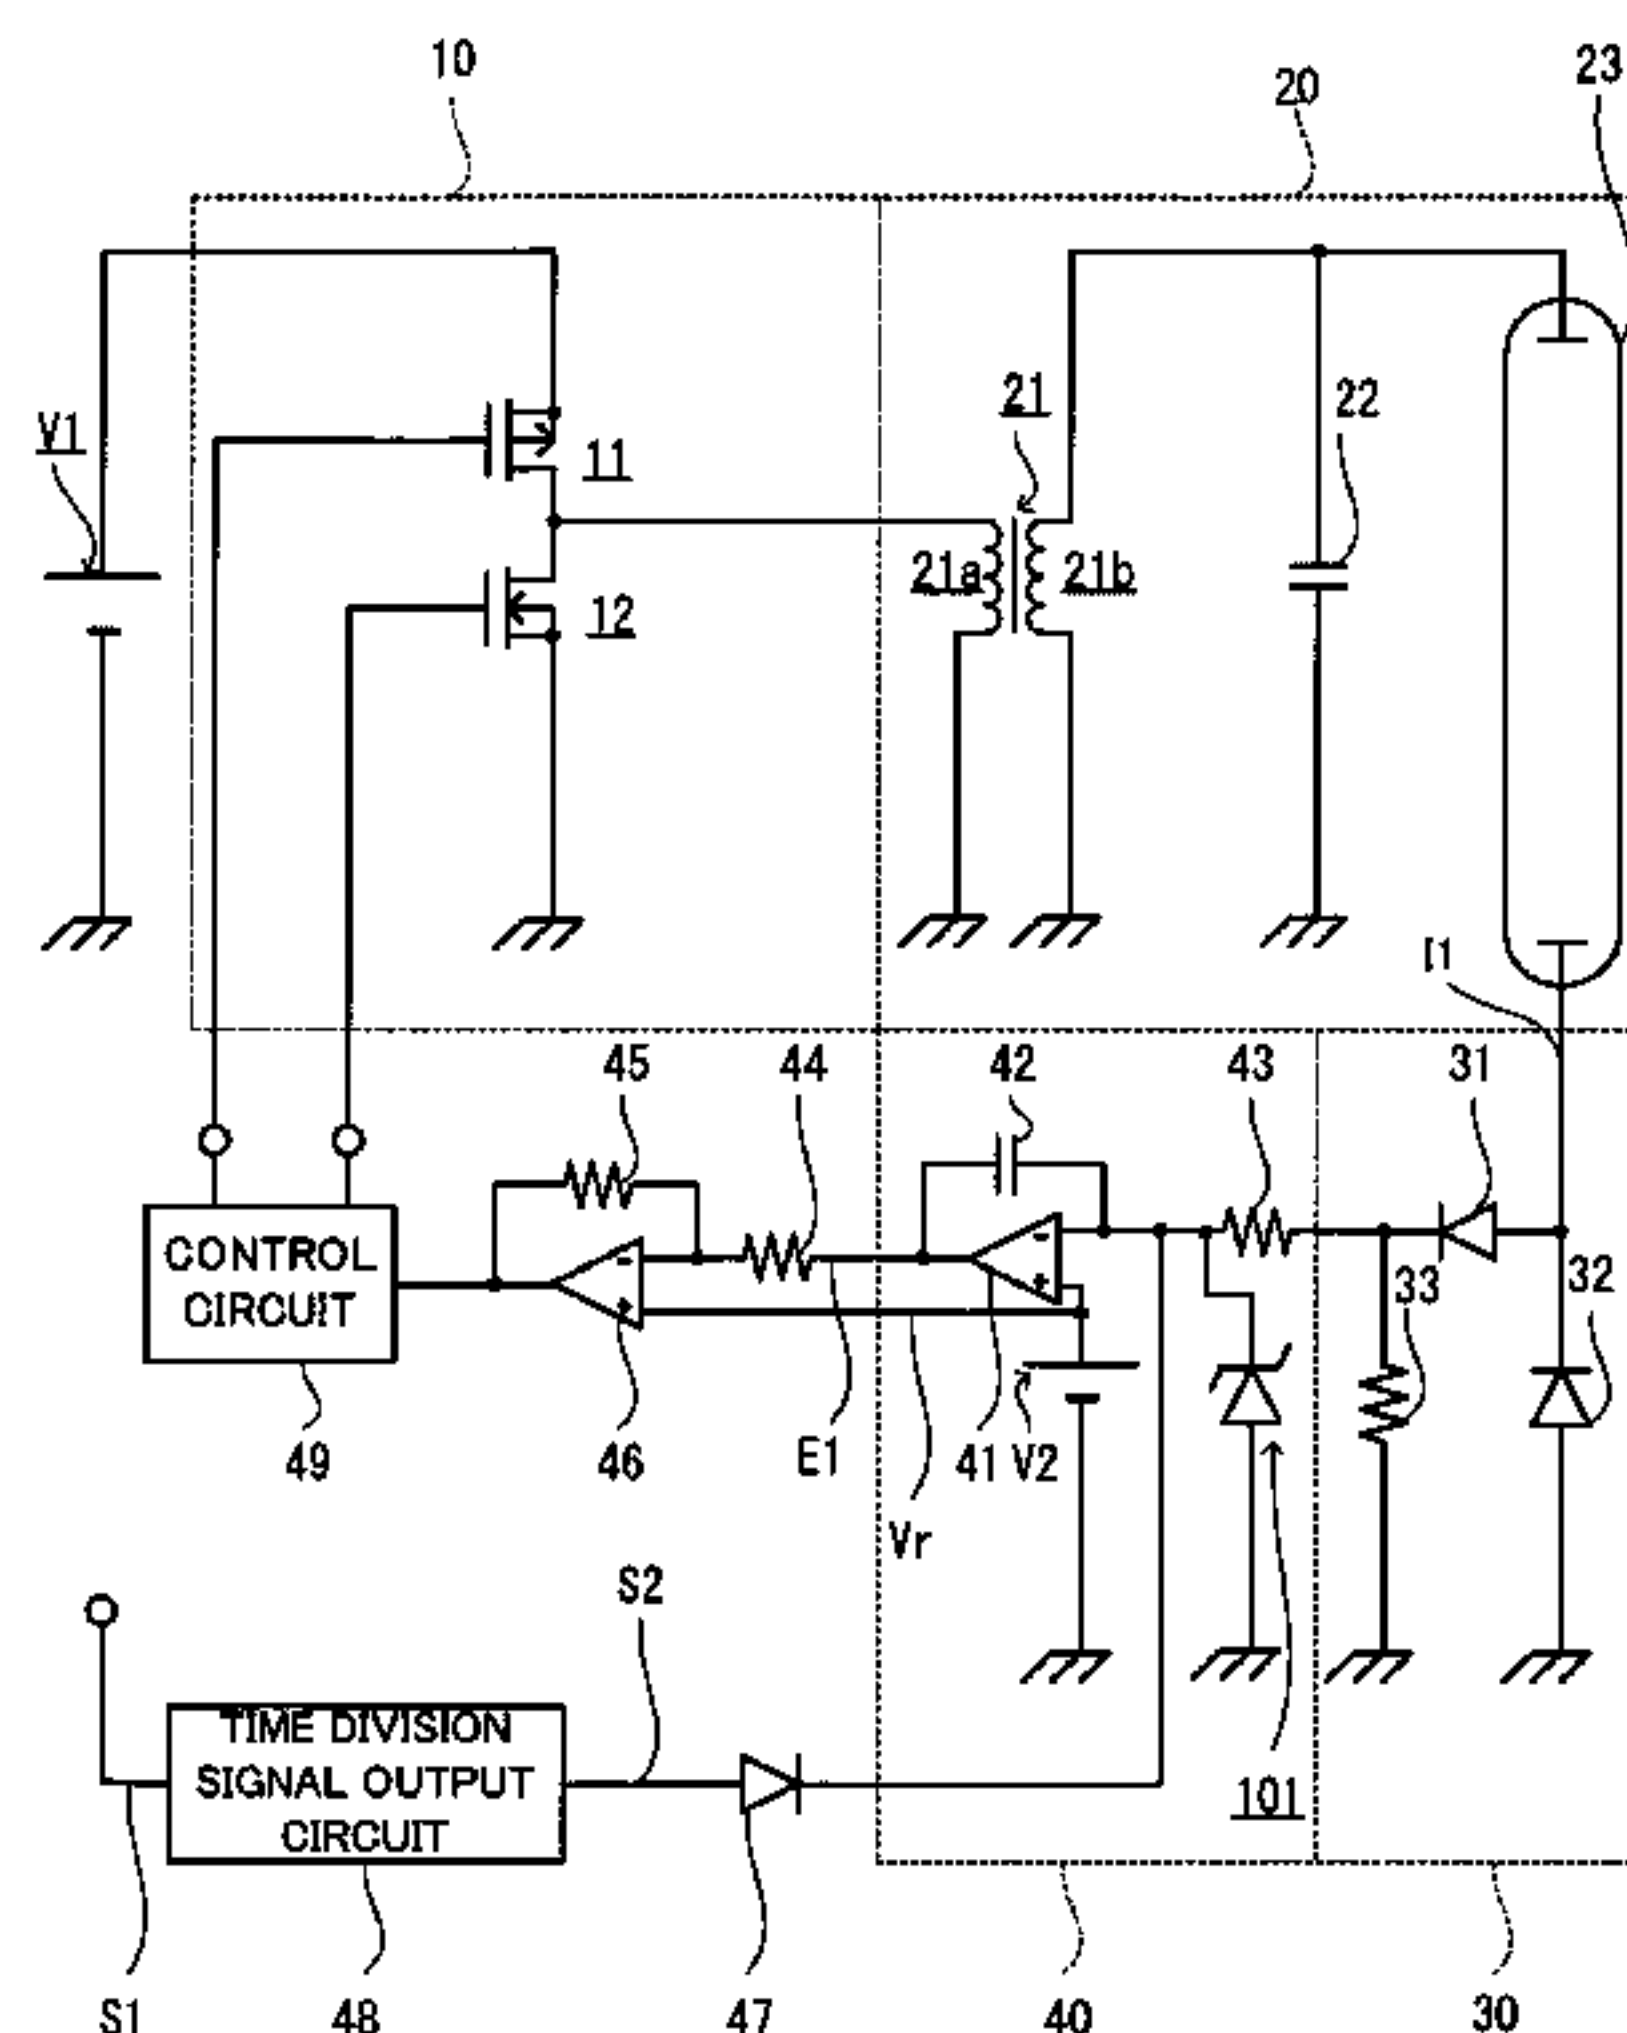 10
20
23
V1
11
21
22
21a
21b
12
I1
45
44
42
43
31
CONTROL
CIRCUIT
-
+
-
+
33
32
49
46
E1
41
V2
Vr
S2
TIME DIVISION
SIGNAL OUTPUT
CIRCUIT
101
S1
48
47
40
30